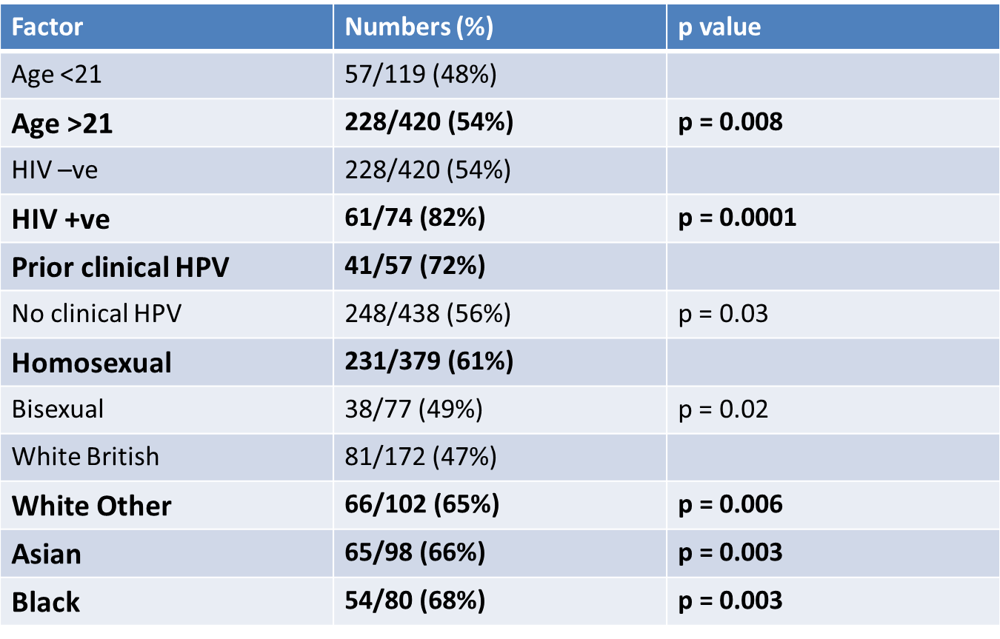 Factor Numbers (%) p value
Age <21 57/119 (48%)
Age >21 228/420 (54%) p = 0.008
HIV –ve 228/420 (54%)
HIV +ve 61/74 (82%) p = 0.0001
Prior clinical HPV 41/57 (72%)
No clinical HPV 248/438 (56%) p = 0.03
Homosexual 231/379 (61%)
Bisexual 38/77 (49%) p = 0.02
White British 81/172 (47%)
White Other 66/102 (65%) p = 0.006
Asian 65/98 (66%) p = 0.003
Black 54/80 (68%) p = 0.003